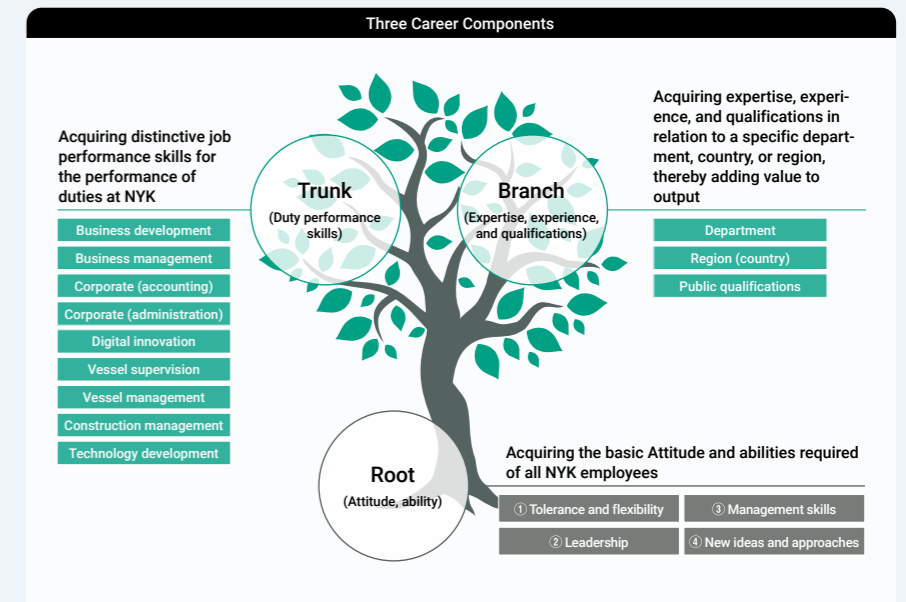 Three Career Components
Acquiring distinctive job
performance skills for
the performance of
duties at NYK
Business development
Business management
Corporate (accounting)
Corporate (administration)
Digital innovation
Vessel supervision
Vessel management
Construction management
Technology development
Trunk
(Duty performance
skills)
Branch
(Expertise, experience,
and qualifications)
Acquiring expertise, experi-
ence, and qualifications in
relation to a specific depart-
ment, country, or region,
thereby adding value to
output
Department
Region (country)
Public qualifications
Root
(Attitude, ability)
Acquiring the basic Attitude and abilities required
of all NYK employees
① Tolerance and flexibility
② Leadership
③ Management skills
④ New ideas and approaches